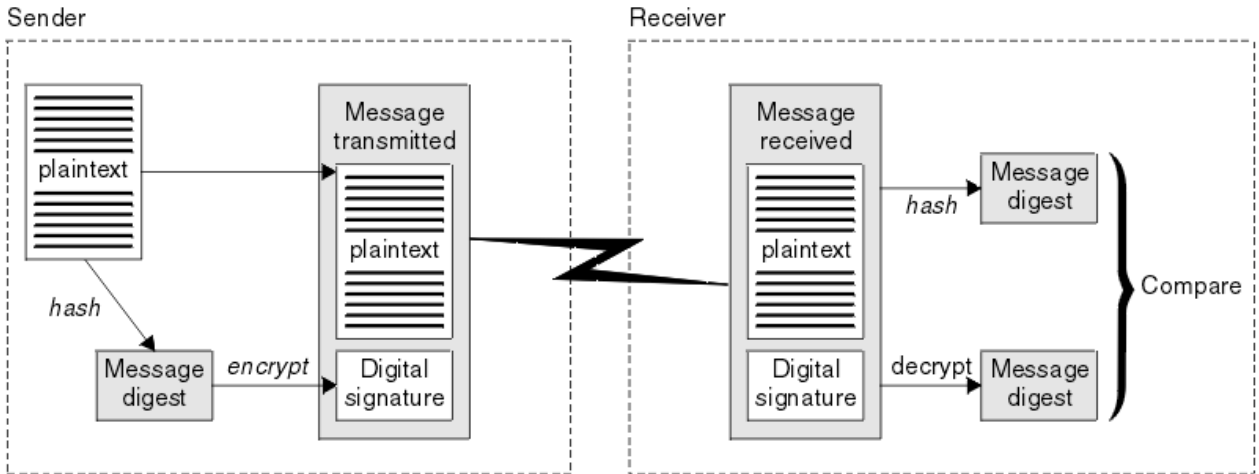 Sender
plaintext
hash
Message
digest
encrypt
Message
transmitted
plaintext
Digital
signature
Receiver
Message
received
plaintext
Digital
signature
hash
Message
digest
decrypt
Message
digest
Compare